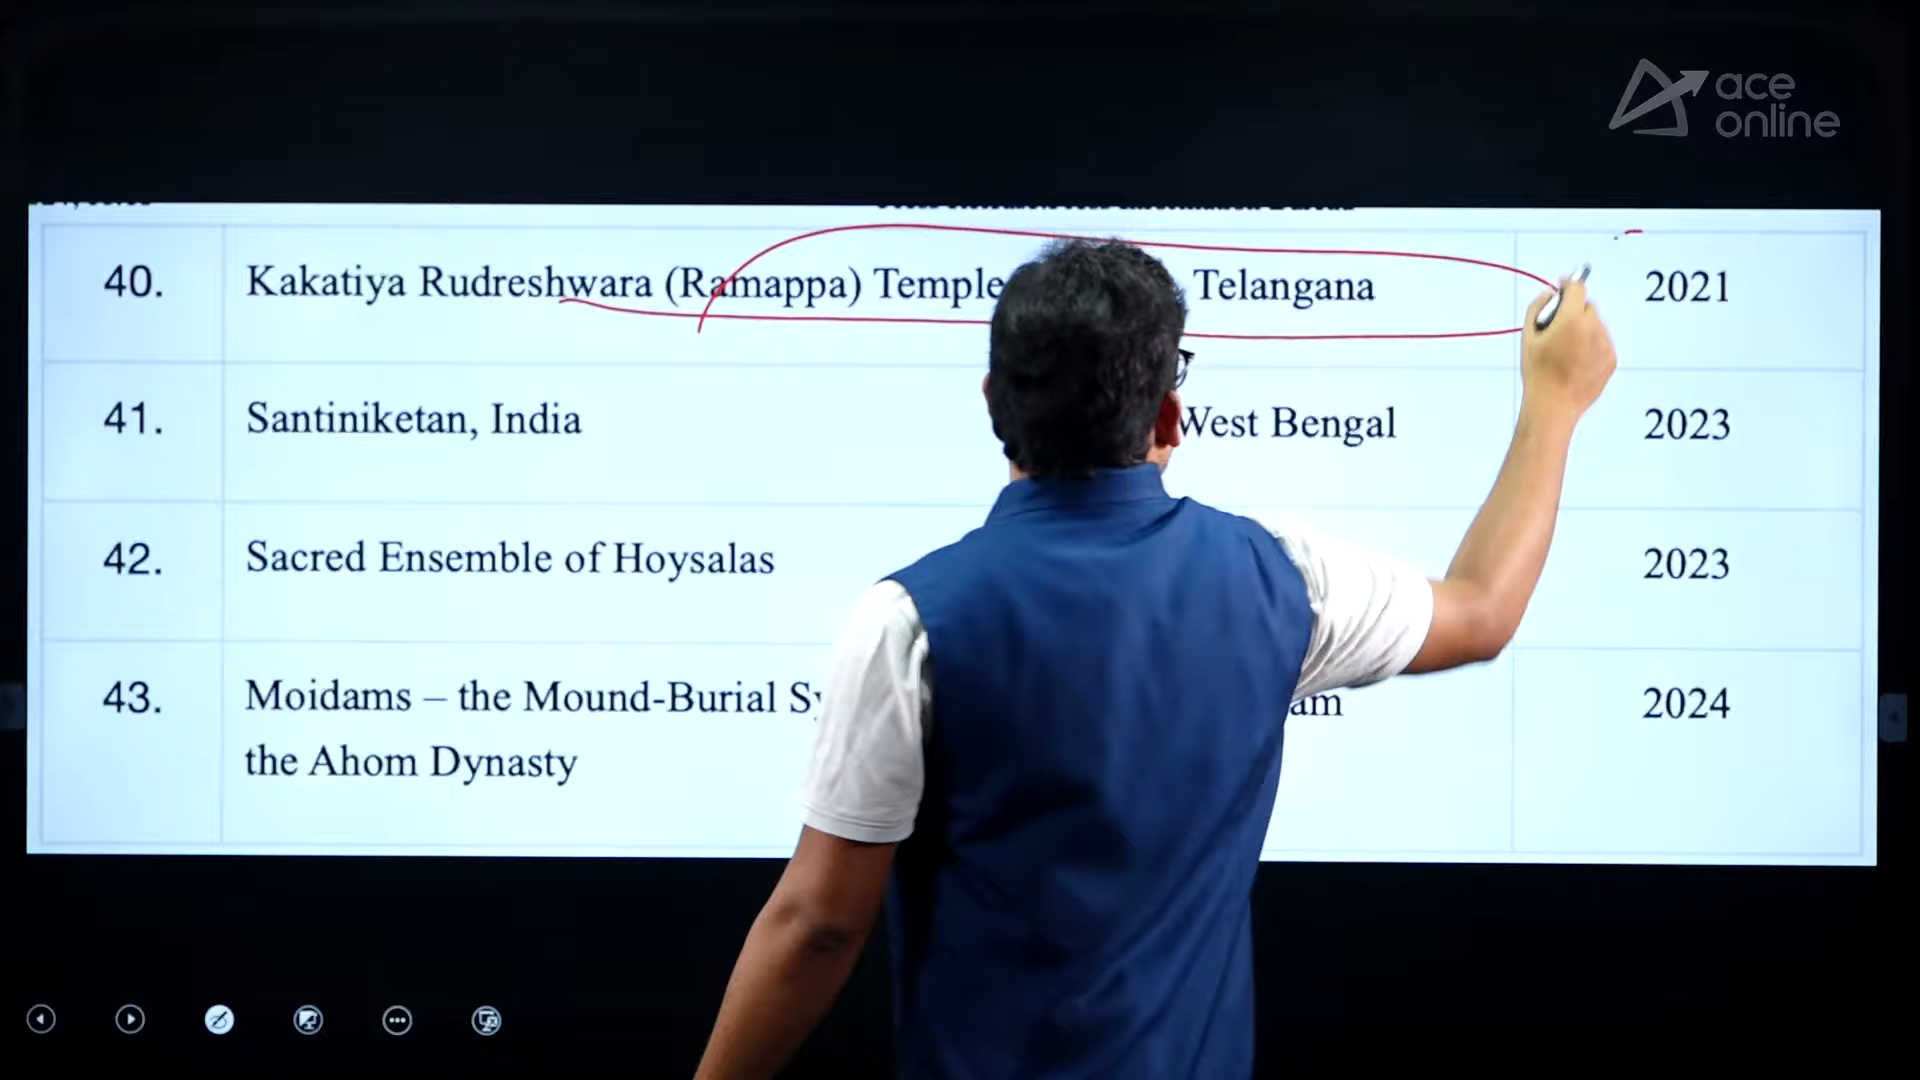 ace
online
40. Kakatiya Rudreshwara (Ramappa) Temple Telangana 2021
41. Santiniketan, India West Bengal 2023
42. Sacred Ensemble of Hoysalas 2023
43. Moidams – the Mound-Burial 2024
the Ahom Dynasty